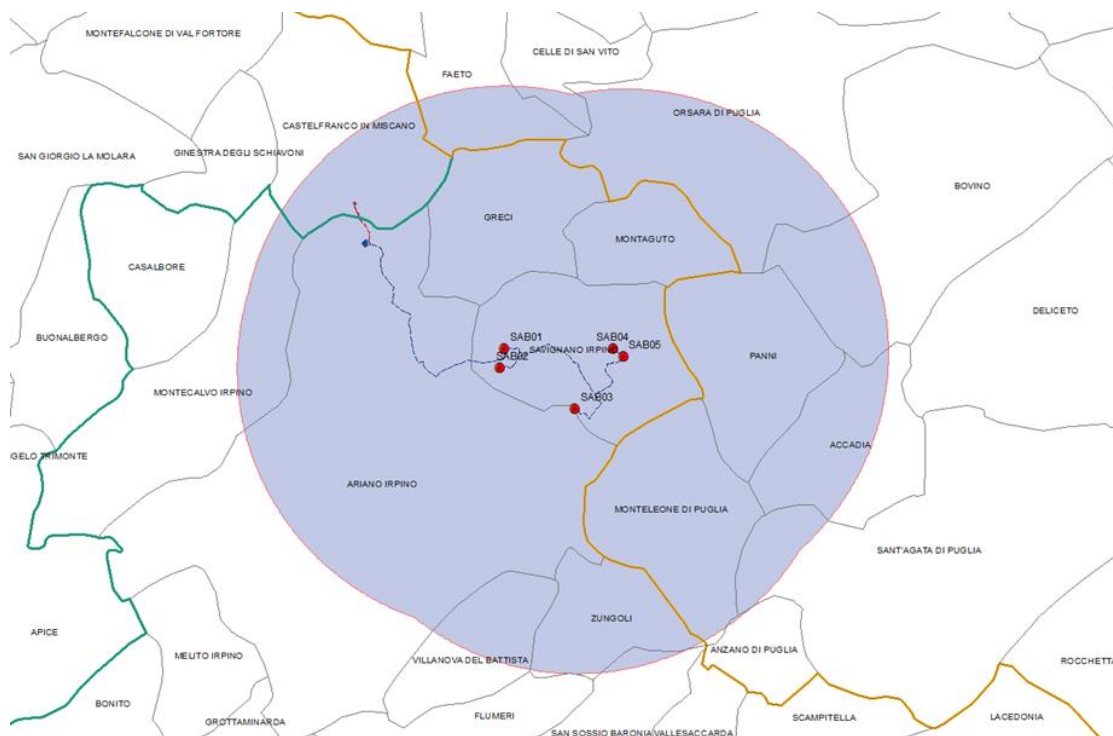 MONTEFALCONE DI VAL FORTORE
CELLE DI SAN VITO
FAETO
ORSARA DI PUGLIA
CASTELFRANCO IN MISCANO
GINESTRA DEGLI SCHIAVONI
SAN GIORGIO LA MOLARA
BOVINO
GRECI
MONTAGUTO
CASALBORE
DELICETO
BUONALBERGO
SAB01
SAB04
SAVIGNANO IRPINO
SAB05
SAB02
PANNI
MONTECALVO IRPINO
SAB03
ACCADIA
IGELO TRIMONTE
ARIANO IRPINO
MONTELEONE DI PUGLIA
SANT'AGATA DI PUGLIA
ZUNGOLI
APICE
ANZANO DI PUGLIA
MELITO IRPINO
VILLANOVA DEL BATTISTA
ROCCHETTA
BONITO
FLUMERI
SCAMPITELLA
LACEDONIA
GROTTAMINARDA
SAN SOSSIO BARONIA
VALLESACCARDA